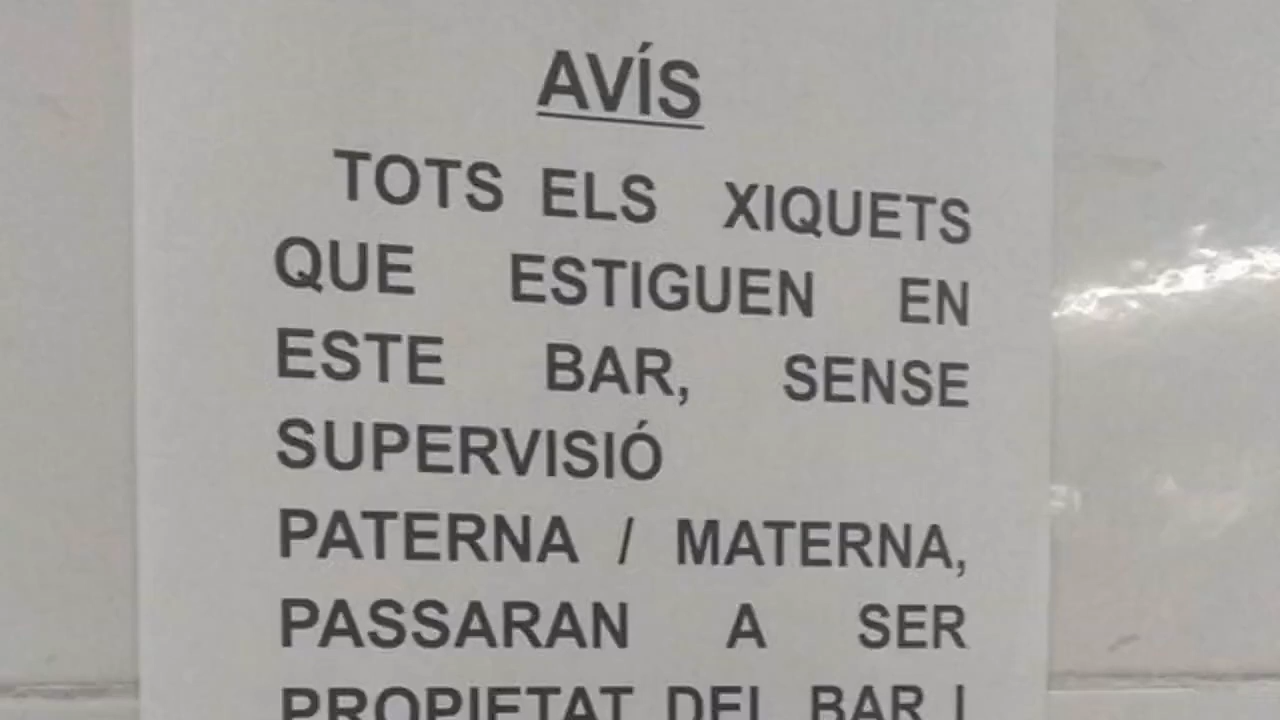 AVÍS
TOTS ELS XIQUETS
QUE ESTIGUEN EN
ESTE BAR, SENSE
SUPERVISIÓ
PATERNA / MATERNA,
PASSARAN A SER
PROPIETAT DEL BAR I